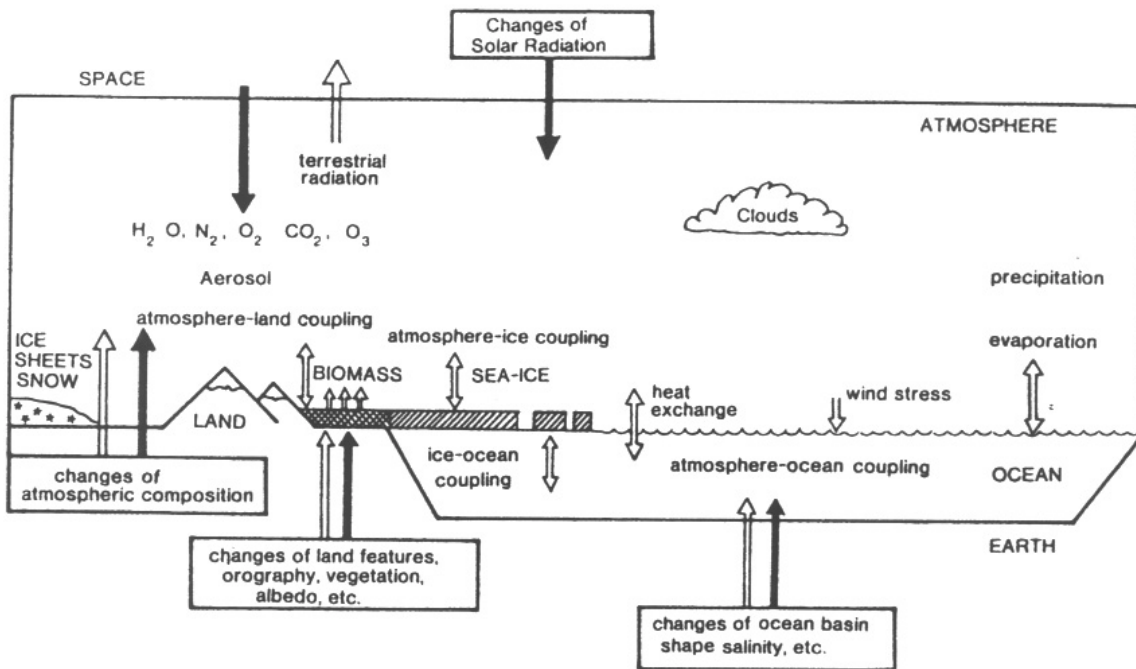 Changes of
Solar Radiation
SPACE
ATMOSPHERE
terrestrial
radiation
Clouds
H₂ O, N₂, O₂ CO₂, O₃
Aerosol
precipitation
atmosphere-land coupling
atmosphere-ice coupling
ICE
SHEETS
SNOW
evaporation
BIOMASS
SEA-ICE
heat
exchange
wind stress
LAND
ice-ocean
coupling
atmosphere-ocean coupling
OCEAN
changes of
atmospheric composition
EARTH
changes of land features,
orography, vegetation,
albedo, etc.
changes of ocean basin
shape salinity, etc.